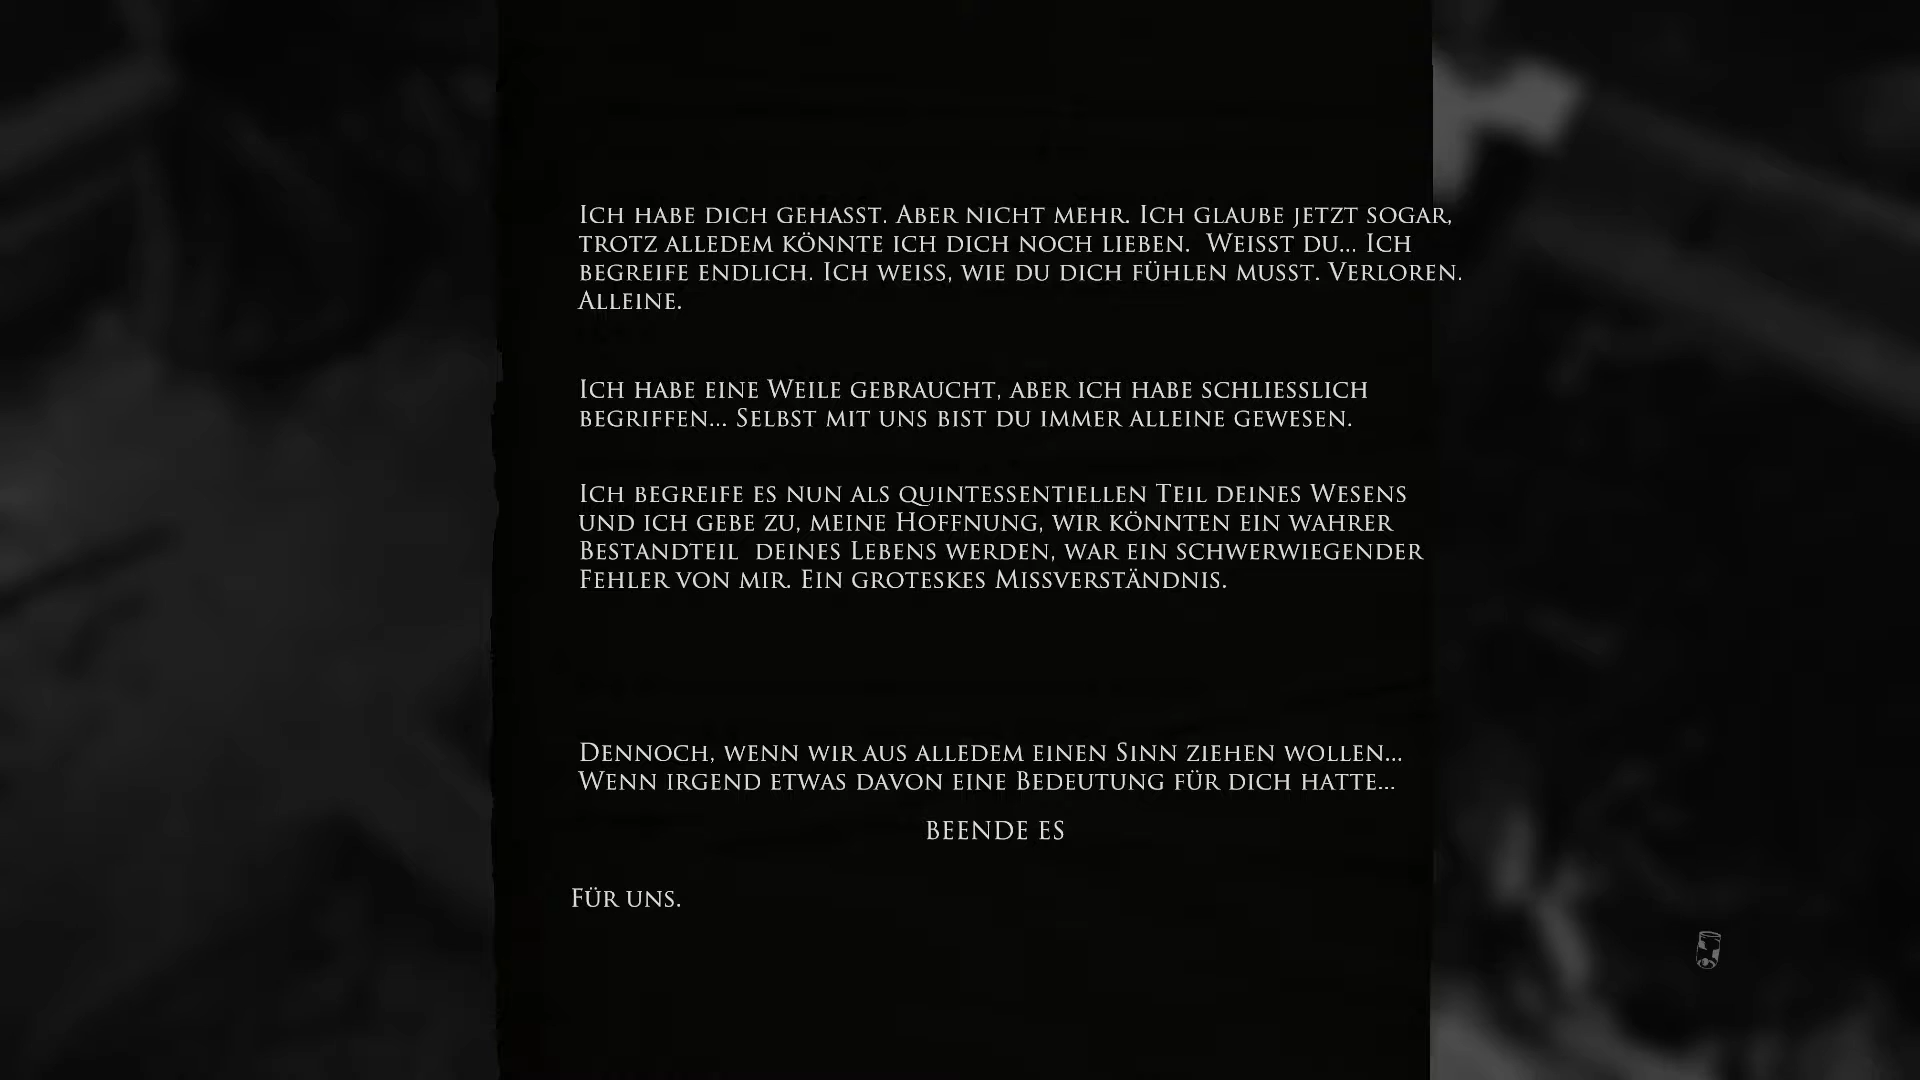 Ich habe dich gehasst. Aber nicht mehr. Ich glaube jetzt sogar,
trotz alledem könnte ich dich noch lieben.  Weisst du... Ich
begreife endlich. Ich weiss, wie du dich fühlen musst. Verloren.
Alleine.
Ich habe eine Weile gebraucht, aber ich habe schliesslich
begriffen... Selbst mit uns bist du immer alleine gewesen.
Ich begreife es nun als quintessentiellen Teil deines Wesens
und ich gebe zu, meine Hoffnung, wir könnten ein wahrer
Bestandteil  deines Lebens werden, war ein schwerwiegender
Fehler von mir. Ein groteskes Missverständnis.
Dennoch, wenn wir aus alledem einen Sinn ziehen wollen...
Wenn irgend etwas davon eine Bedeutung für dich hatte...
BEENDE ES
Für uns.